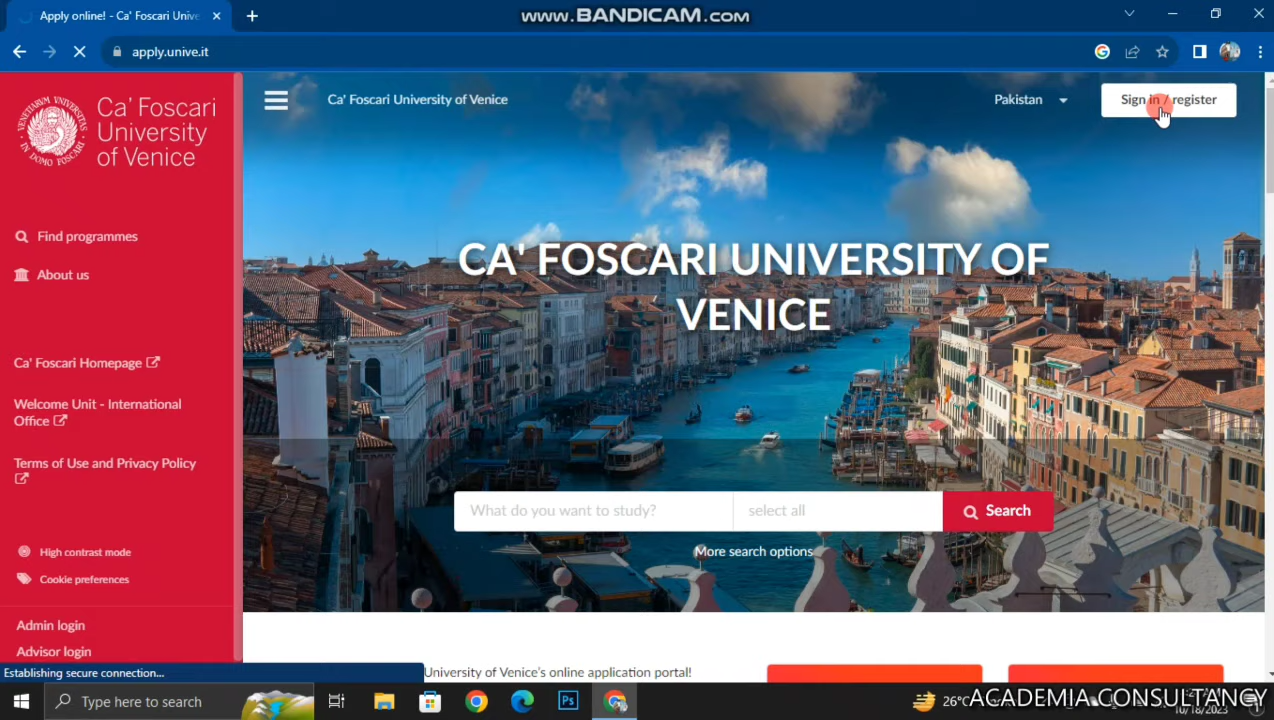 Apply online! - Ca' Foscari Unive
www.BANDICAM.com
apply.unive.it
Ca' Foscari
University
of Venice
Ca' Foscari University of Venice
Pakistan
Sign in / register
Find programmes
About us
CA' FOSCARI UNIVERSITY OF
VENICE
Ca' Foscari Homepage
Welcome Unit - International
Office
Terms of Use and Privacy Policy
What do you want to study?
select all
Search
More search options
High contrast mode
Cookie preferences
Admin login
Advisor login
Establishing secure connection...
University of Venice's online application portal!
Type here to search
Ps
26°C
ACADEMIA CONSULTANCY
10/18/2023